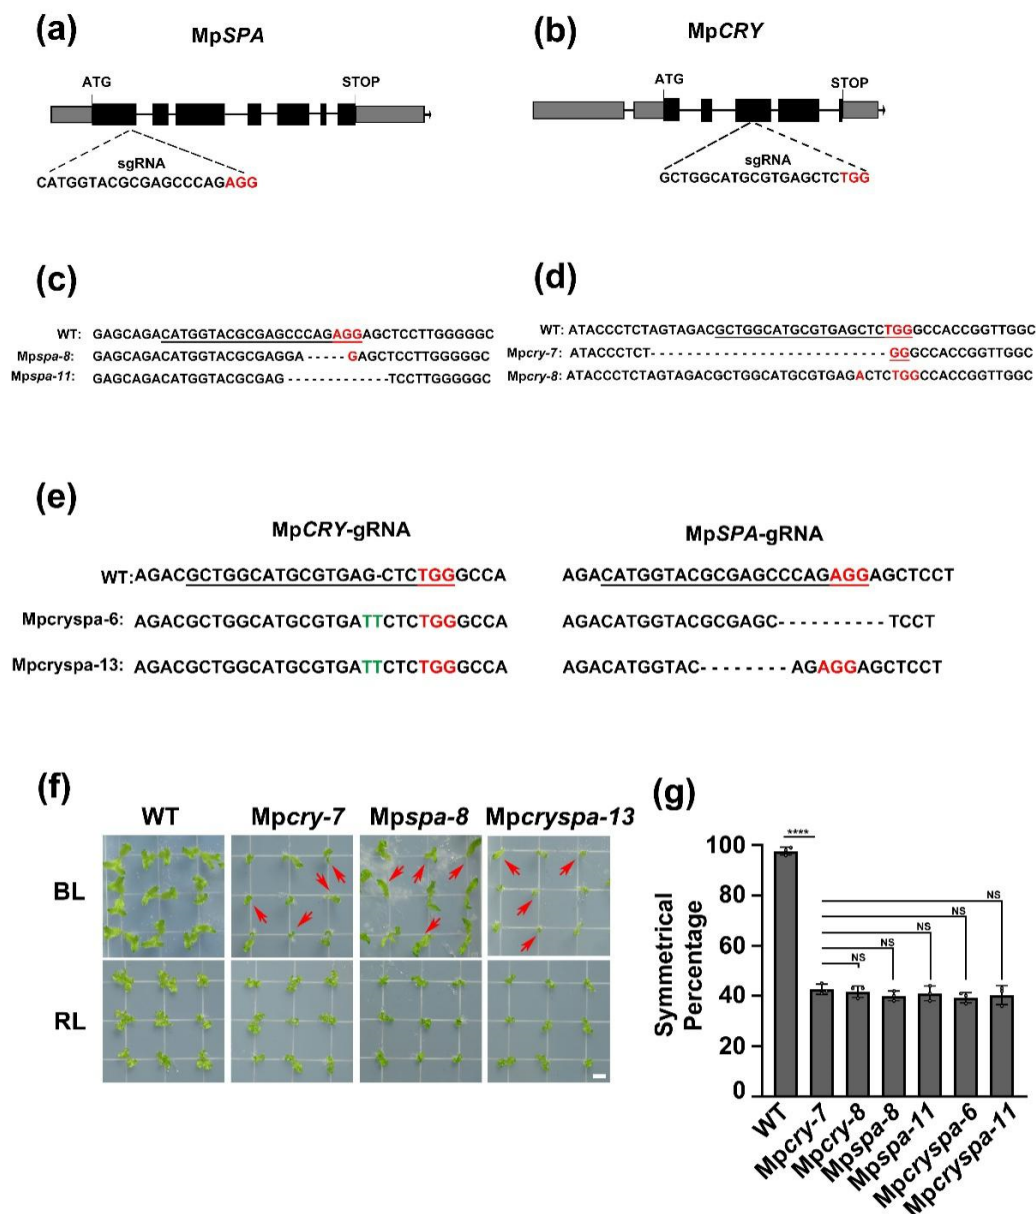 (a)
MpSPA
ATG
STOP
sgRNA
CATGGTACGCGAGCCCAGAGG
(b)
MpCRY
ATG
STOP
sgRNA
GCTGGCATGCGTGAGCTCTGG
(c)
WT: GAGCAGACATGGTACGCGAGCCCAGAGGAGCTCCTTGGGGGC
Mpspa-8: GAGCAGACATGGTACGCGAGGA-----GAGCTCCTTGGGGGC
Mpspa-11: GAGCAGACATGGTACGCGAG-----------TCCTTGGGGGC
(d)
WT: ATACCCTCTAGTAGACGCTGGCATGCGTGAGCTCTGGGCCACCGGTTGGC
Mpcry-7: ATACCCTCT--------------------------GGGCCACCGGTTGGC
Mpcry-8: ATACCCTCTAGTAGACGCTGGCATGCGTGAGACTCTGGCCACCGGTTGGC
(e)
MpCRY-gRNA
MpSPA-gRNA
WT: AGACGCTGGCATGCGTGAG-CTCTGGGCCA AGACATGGTACGCGAGCCCAGAGGAGCTCCT
Mpcryspa-6: AGACGCTGGCATGCGTGATTCTCTGGGCCA AGACATGGTACGCGAGC----------TCCT
Mpcryspa-13: AGACGCTGGCATGCGTGATTCTCTGGGCCA AGACATGGTAC--------AGAGGAGCTCCT
(f)
WT Mpcry-7 Mpspa-8 Mpcryspa-13
BL
RL
(g)
Symmetrical
Percentage
100
80
60
40
20
0
****
NS
NS
NS
NS
NS
WT
Mpcry-7
Mpcry-8
Mpspa-8
Mpspa-11
Mpcryspa-6
Mpcryspa-11